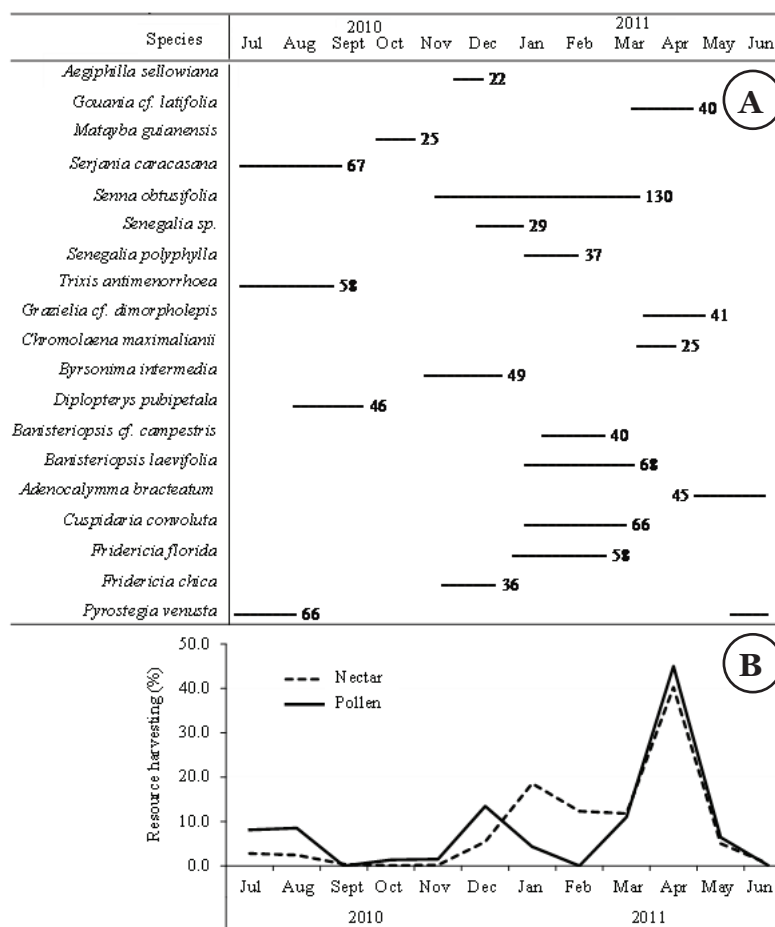 2010 2011
Species Jul Aug Sept Oct Nov Dec Jan Feb Mar Apr May Jun
Aegiphilla sellowiana 22
A
Gouania cf. latifolia 40
Matayba guianensis 25
Serjania caracasana 67
Senna obtusifolia 130
Senegalia sp. 29
Senegalia polyphylla 37
Trixis antimenorrhoea 58
Grazielia cf. dimorpholepis 41
Chromolaena maximalianii 25
Byrsonima intermedia 49
Diplopterys pubipetala 46
Banisteriopsis cf. campestris 40
Banisteriopsis laevifolia 68
Adenocalymma bracteatum 45
Cuspidaria convoluta 66
Fridericia florida 58
Fridericia chica 36
Pyrostegia venusta 66
B
Resource harvesting (%)
50.0
40.0
30.0
20.0
10.0
0.0
Nectar
Pollen
Jul Aug Sept Oct Nov Dec Jan Feb Mar Apr May Jun
2010 2011